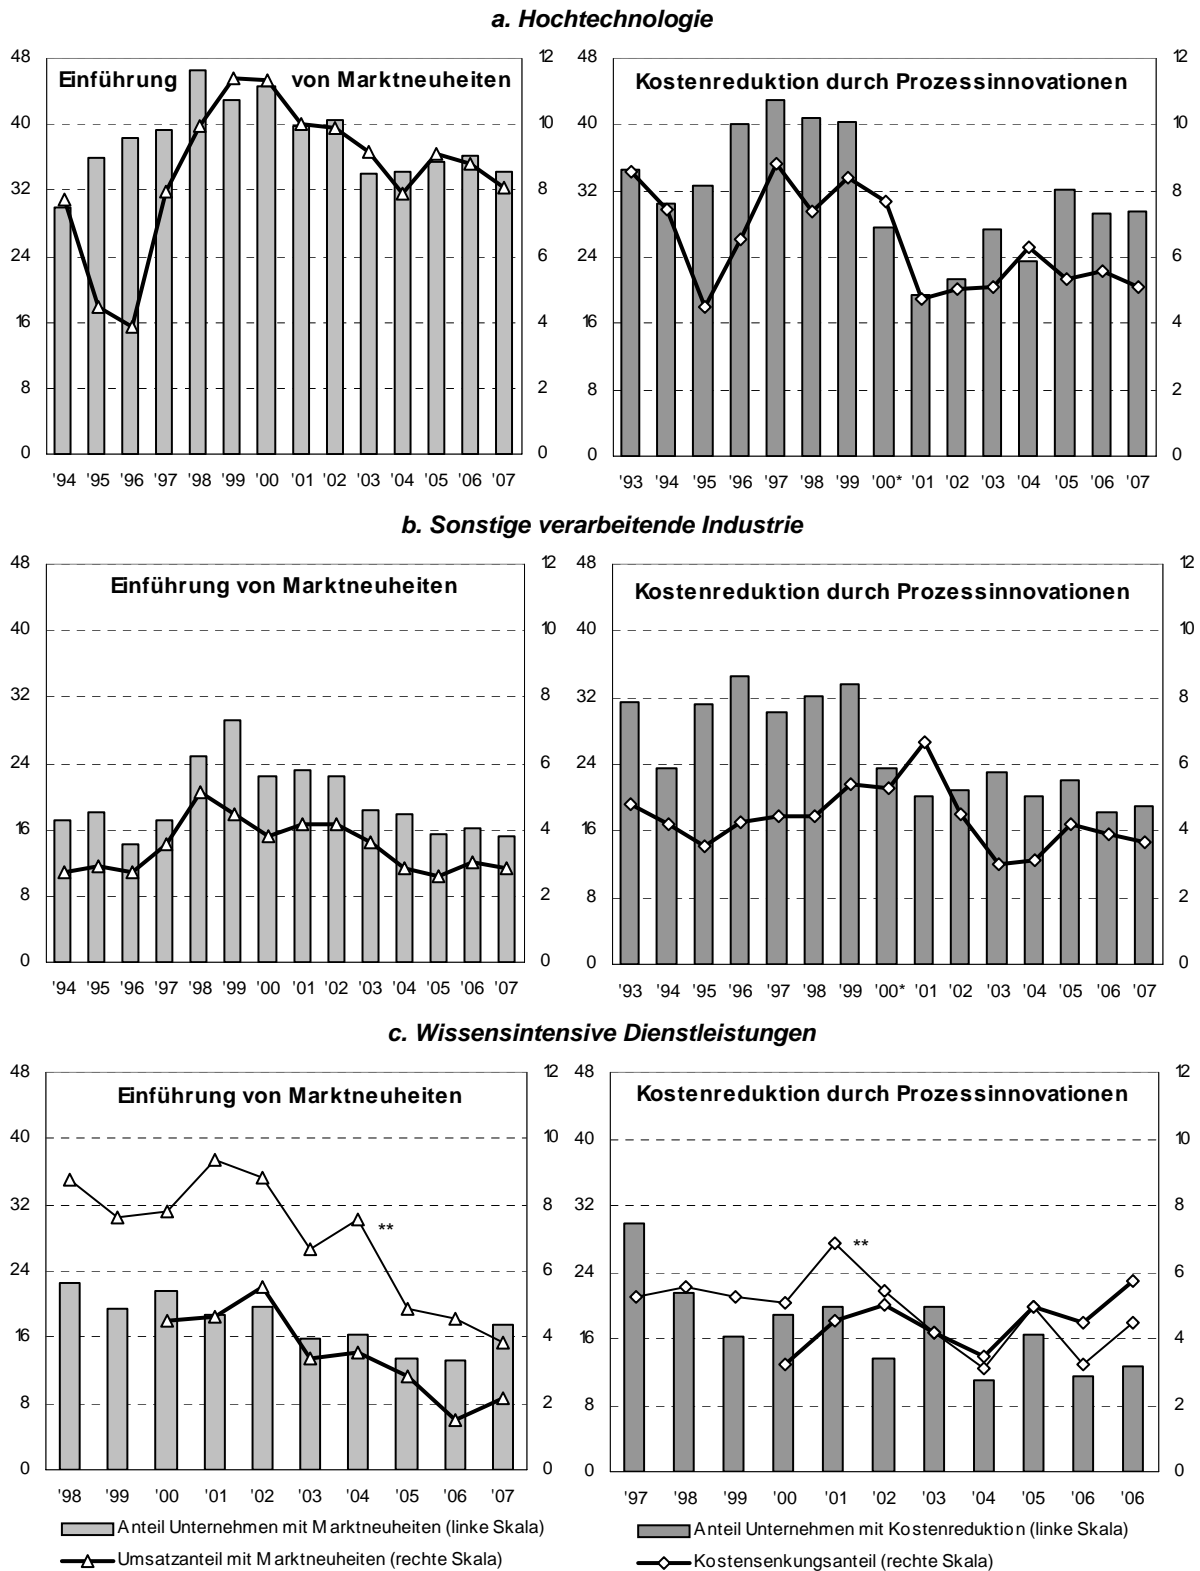 a. Hochtechnologie
Einführung von Marktneuheiten
48 40 32 24 16 8 0
12 10 8 6 4 2 0
'94 '95 '96 '97 '98 '99 '00 '01 '02 '03 '04 '05 '06 '07
Kostenreduktion durch Prozessinnovationen
48 40 32 24 16 8 0
12 10 8 6 4 2 0
'93 '94 '95 '96 '97 '98 '99 '00* '01 '02 '03 '04 '05 '06 '07
b. Sonstige verarbeitende Industrie
Einführung von Marktneuheiten
48 40 32 24 16 8 0
12 10 8 6 4 2 0
'94 '95 '96 '97 '98 '99 '00 '01 '02 '03 '04 '05 '06 '07
Kostenreduktion durch Prozessinnovationen
48 40 32 24 16 8 0
12 10 8 6 4 2 0
'93 '94 '95 '96 '97 '98 '99 '00* '01 '02 '03 '04 '05 '06 '07
c. Wissensintensive Dienstleistungen
Einführung von Marktneuheiten
48 40 32 24 16 8 0
12 10 8 6 4 2 0
**
'98 '99 '00 '01 '02 '03 '04 '05 '06 '07
Anteil Unternehmen mit Marktneuheiten (linke Skala)
Umsatzanteil mit Marktneuheiten (rechte Skala)
Kostenreduktion durch Prozessinnovationen
48 40 32 24 16 8 0
12 10 8 6 4 2 0
**
'97 '98 '99 '00 '01 '02 '03 '04 '05 '06 '06
Anteil Unternehmen mit Kostenreduktion (linke Skala)
Kostensenkungsanteil (rechte Skala)